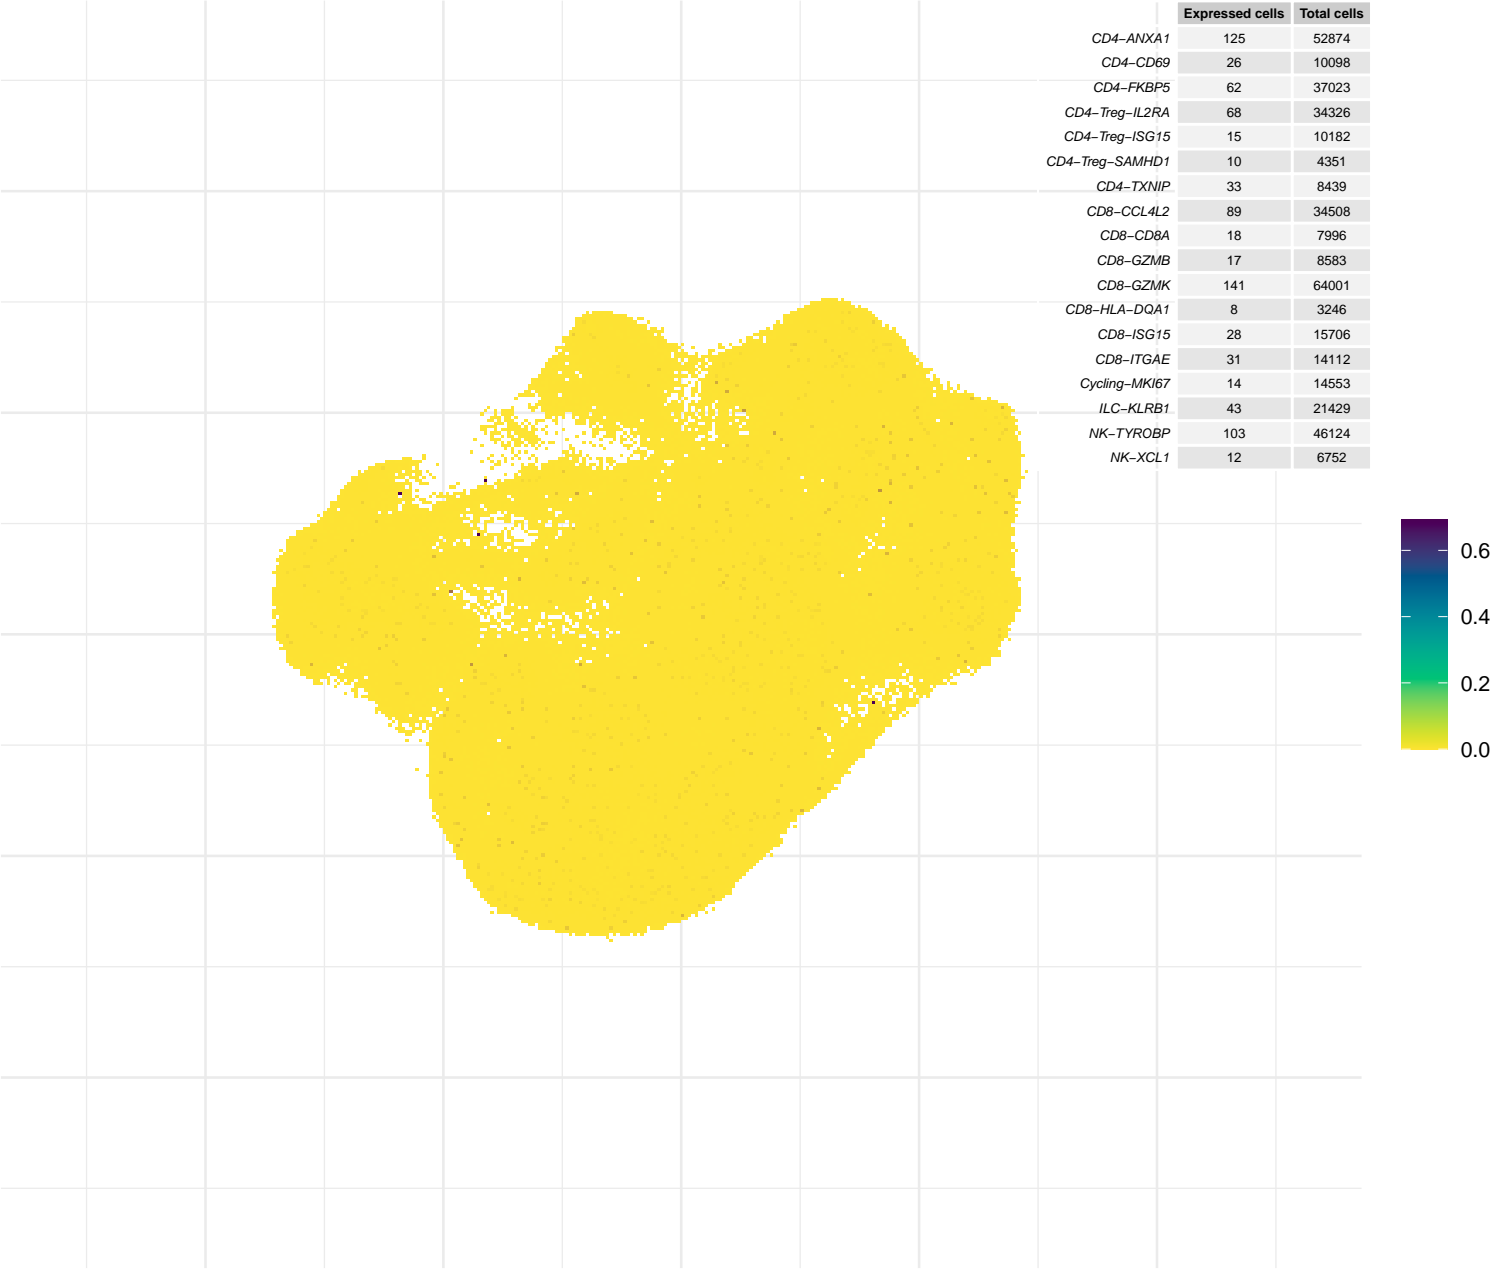 Expressed cells Total cells
CD4−ANXA1 125 52874
CD4−CD69 26 10098
CD4−FKBP5 62 37023
CD4−Treg−IL2RA 68 34326
CD4−Treg−ISG15 15 10182
CD4−Treg−SAMHD1 10 4351
CD4−TXNIP 33 8439
CD8−CCL4L2 89 34508
CD8−CD8A 18 7996
CD8−GZMB 17 8583
CD8−GZMK 141 64001
CD8−HLA−DQA1 8 3246
CD8−ISG15 28 15706
CD8−ITGAE 31 14112
Cycling−MKI67 14 14553
ILC−KLRB1 43 21429
NK−TYROBP 103 46124
NK−XCL1 12 6752
0.6
0.4
0.2
0.0